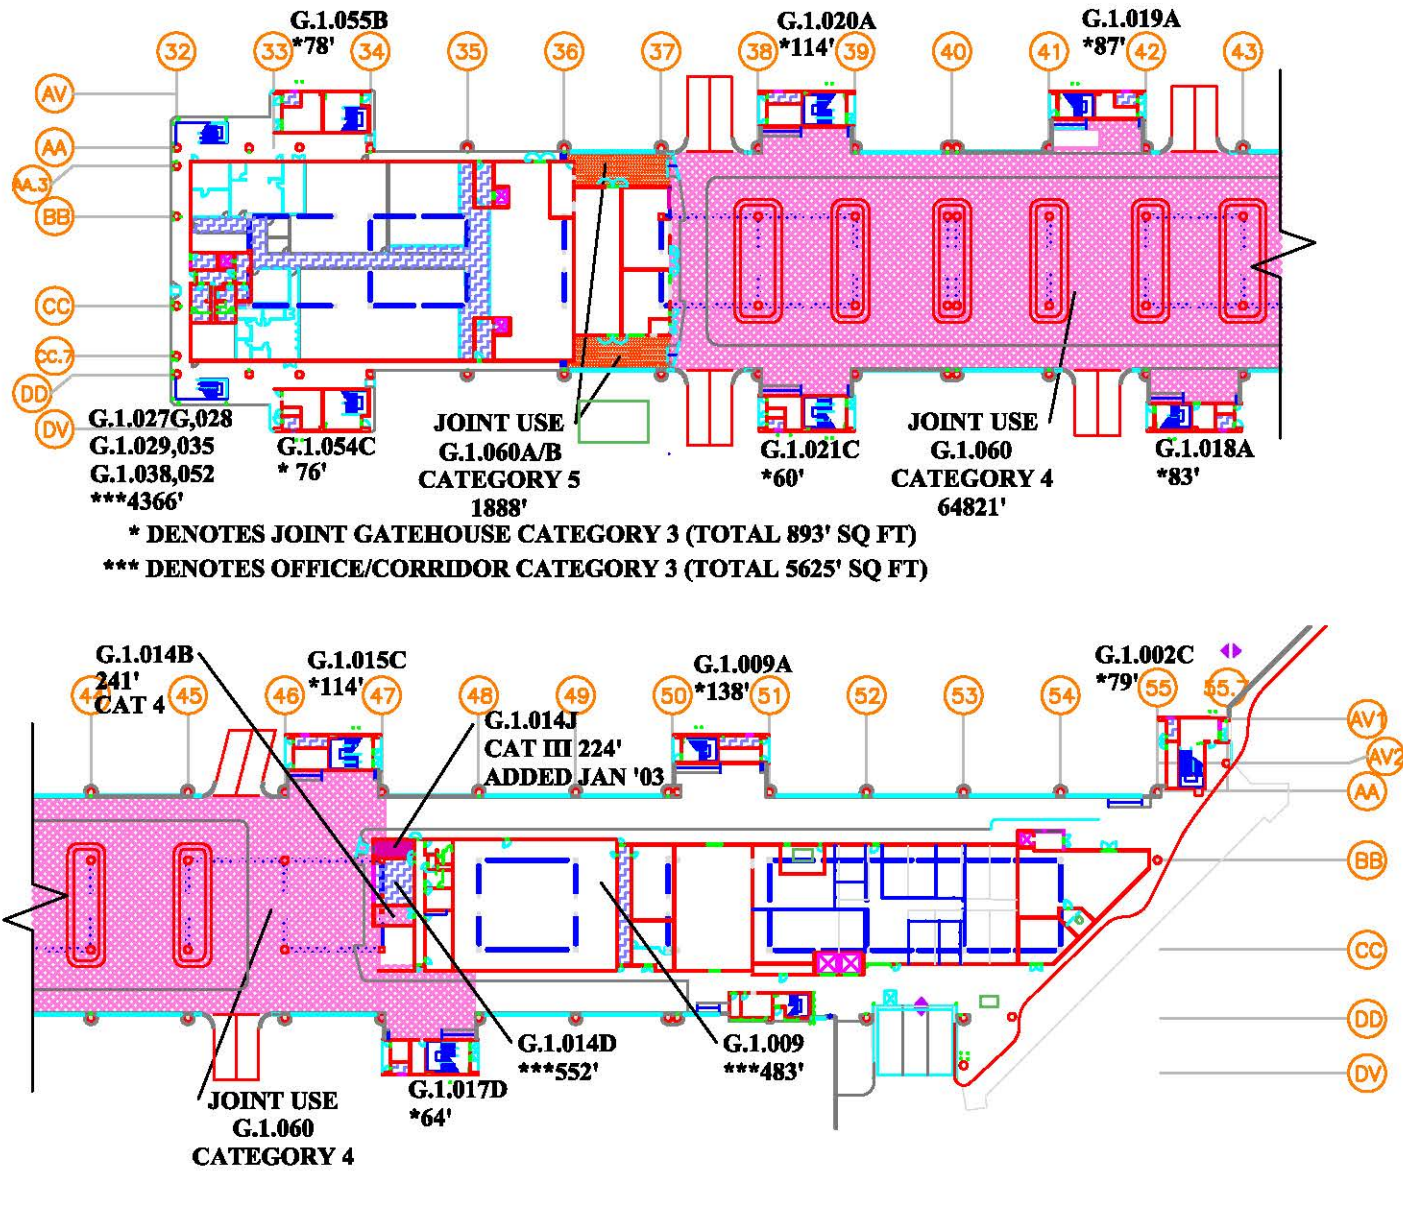 G.1.055B
*78'
G.1.020A
*114'
G.1.019A
*87'
32 33 34 35 36 37 38 39 40 41 42 43
AV
AA
AA.3
BB
CC
CC.7
DD
DV
G.1.027G,028
G.1.029,035
G.1.038,052
***4366'
G.1.054C
* 76'
JOINT USE
G.1.060A/B
CATEGORY 5
1888'
G.1.021C
*60'
JOINT USE
G.1.060
CATEGORY 4
64821'
G.1.018A
*83'
* DENOTES JOINT GATEHOUSE CATEGORY 3 (TOTAL 893' SQ FT)
*** DENOTES OFFICE/CORRIDOR CATEGORY 3 (TOTAL 5625' SQ FT)
G.1.014B
241'
CAT 4
G.1.015C
*114'
G.1.009A
*138'
G.1.002C
*79'
44 45 46 47 48 49 50 51 52 53 54 55 55.7
G.1.014J
CAT III 224'
ADDED JAN '03
AV1
AV2
AA
BB
CC
DD
DV
G.1.014D
***552'
G.1.009
***483'
G.1.017D
*64'
JOINT USE
G.1.060
CATEGORY 4